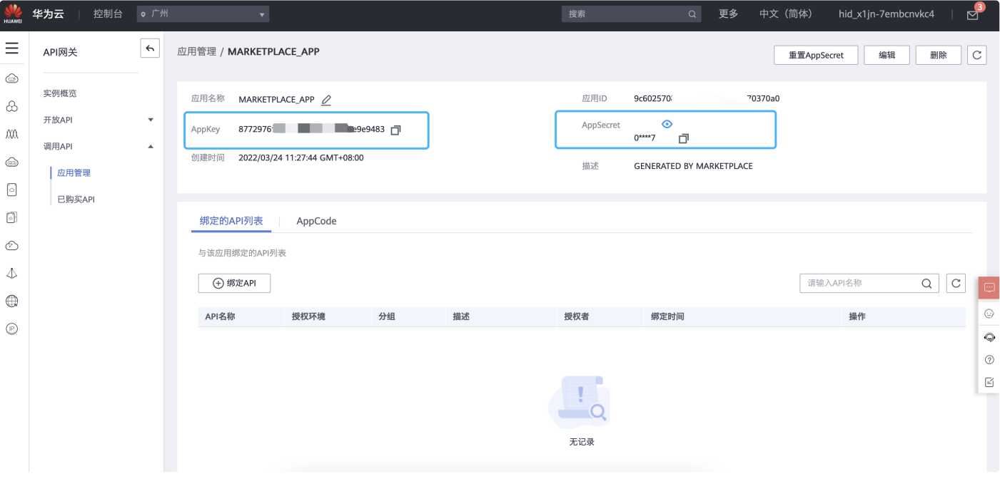 HUAWEI
华为云 控制台 广州 搜索 更多 中文（简体） hid_x1jn-7embcnvkc4 3
API网关
实例概览
开放API
调用API
应用管理
已购买API
应用管理 / MARKETPLACE_APP
重置AppSecret 编辑 删除
应用名称 MARKETPLACE_APP
应用ID 9c602570 70370a0
AppKey 8772976 e9e9483
AppSecret
0****7
创建时间 2022/03/24 11:27:44 GMT+08:00
描述 GENERATED BY MARKETPLACE
绑定的API列表 AppCode
与该应用绑定的API列表
绑定API
请输入API名称
API名称 授权环境 分组 描述 授权者 绑定时间 操作
无记录